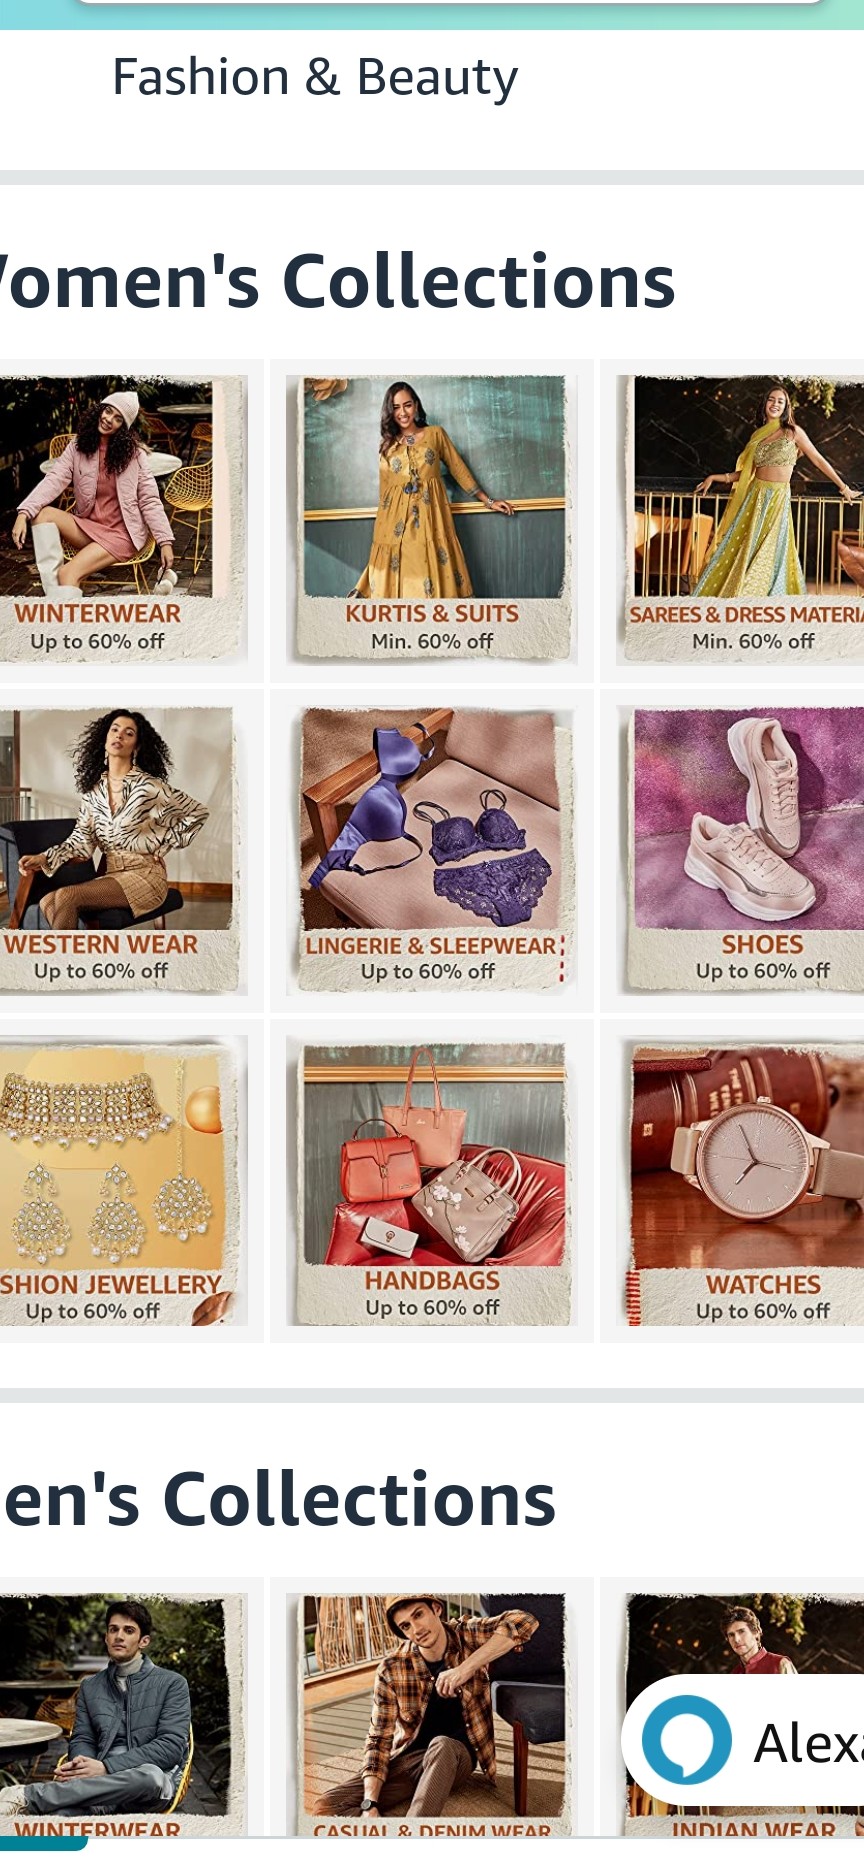 Fashion & Beauty
Women's Collections
WINTERWEAR
Up to 60% off
KURTIS & SUITS
Min. 60% off
SAREES & DRESS MATERIA
Min. 60% off
WESTERN WEAR
Up to 60% off
LINGERIE & SLEEPWEAR
Up to 60% off
SHOES
Up to 60% off
SHION JEWELLERY
Up to 60% off
HANDBAGS
Up to 60% off
WATCHES
Up to 60% off
en's Collections
WINTERWEAR
CASUAL & DENIM WEAR
INDIAN WEAR
Alexa